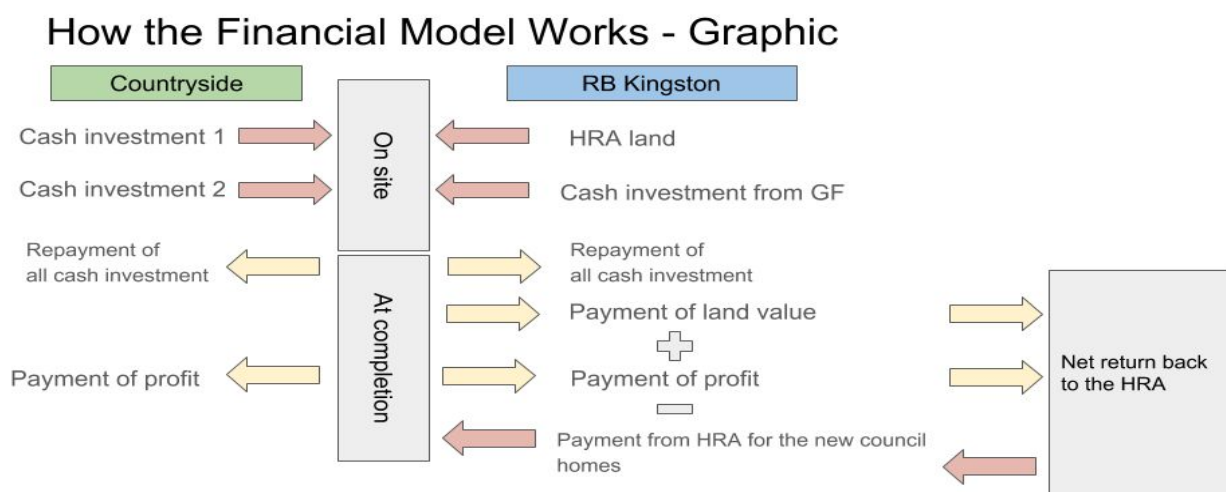 How the Financial Model Works - Graphic
Countryside
RB Kingston
Cash investment 1
On site
HRA land
Cash investment 2
Cash investment from GF
Repayment of
all cash investment
At completion
Repayment of
all cash investment
Payment of land value
Payment of profit
Payment of profit
Net return back
to the HRA
Payment from HRA for the new council
homes